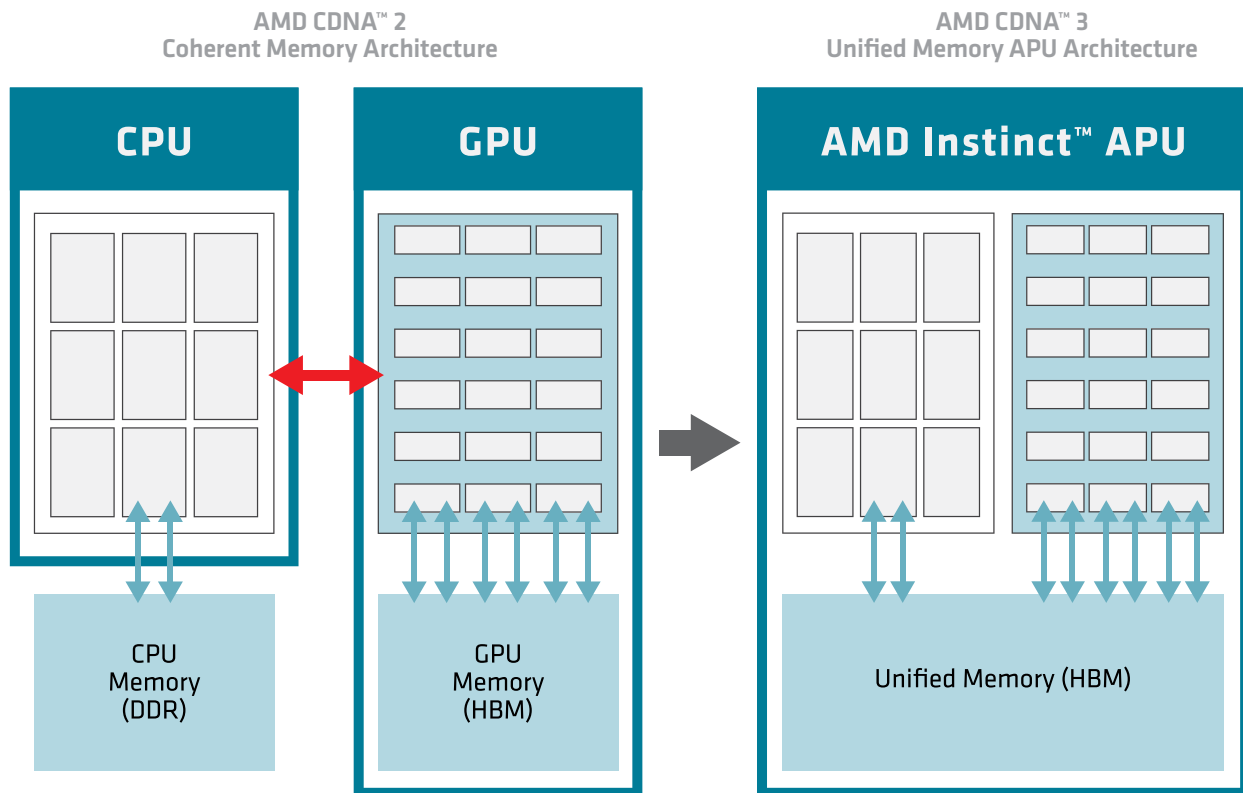 AMD CDNA™ 2
Coherent Memory Architecture
AMD CDNA™ 3
Unified Memory APU Architecture
CPU
GPU
AMD Instinct™ APU
CPU
Memory
(DDR)
GPU
Memory
(HBM)
Unified Memory (HBM)